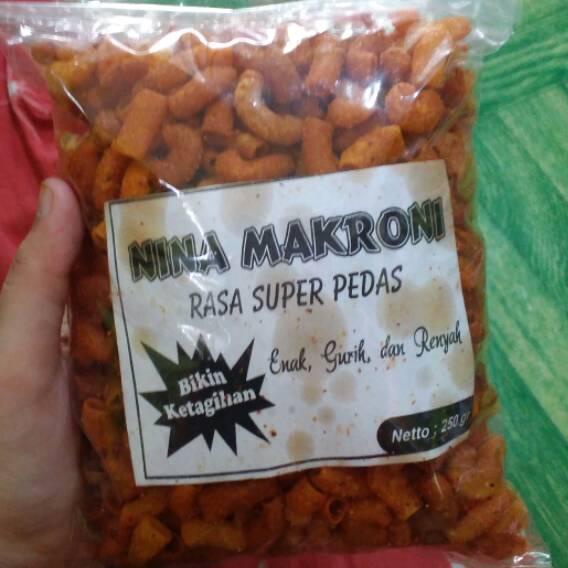 NINA MAKRONI
RASA SUPER PEDAS
Enak, Gurih, dan Renyah
Bikin
Ketagihan
Netto : 250 gr